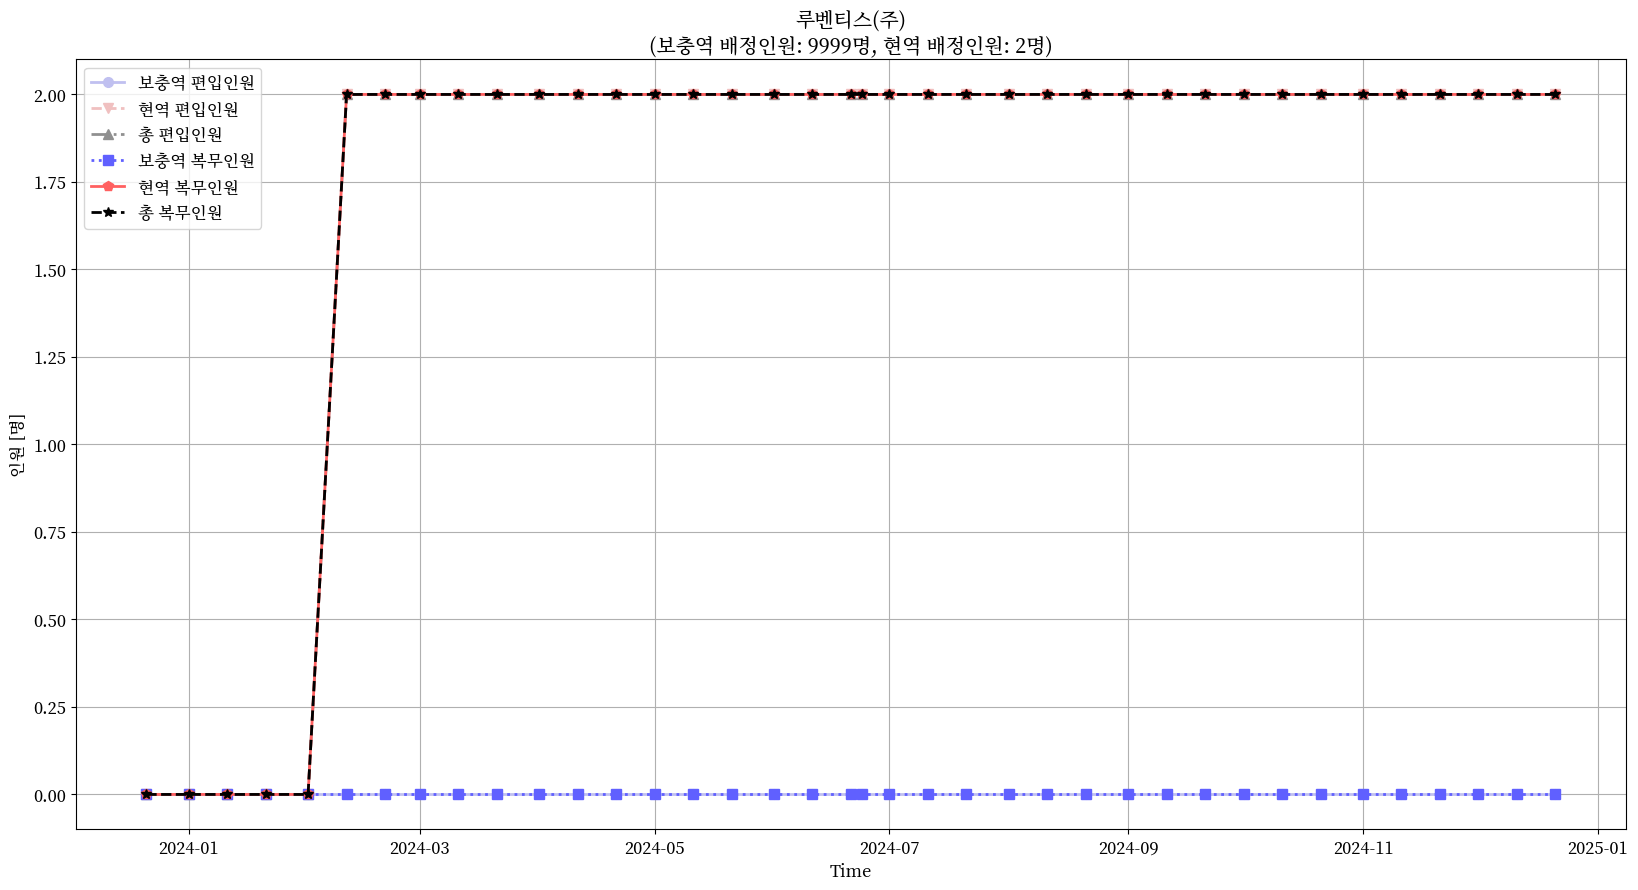 루벤티스(주)
(보충역 배정인원: 9999명, 현역 배정인원: 2명)
보충역 편입인원
현역 편입인원
총 편입인원
보충역 복무인원
현역 복무인원
총 복무인원
2.00
1.75
1.50
1.25
1.00
0.75
0.50
0.25
0.00
인원 [명]
2024-01
2024-03
2024-05
2024-07
2024-09
2024-11
2025-01
Time